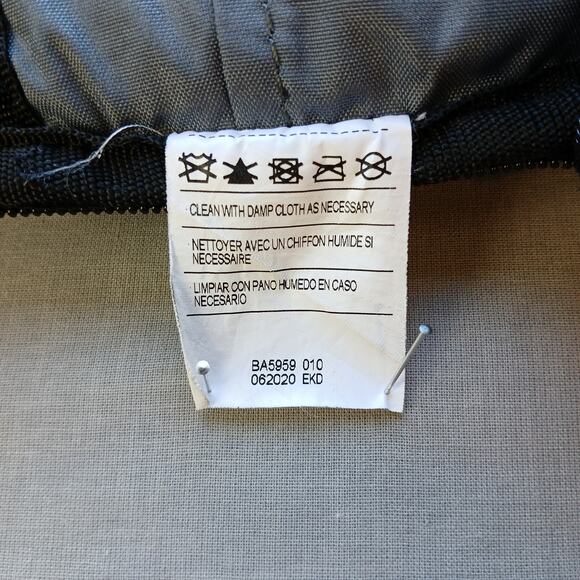 CLEAN WITH DAMP CLOTH AS NECESSARY
NETTOYER AVEC UN CHIFFON HUMIDE SI
NECESSAIRE
LIMPIAR CON PANO HUMEDO EN CASO
NECESARIO
BA5959 010
062020 EKD